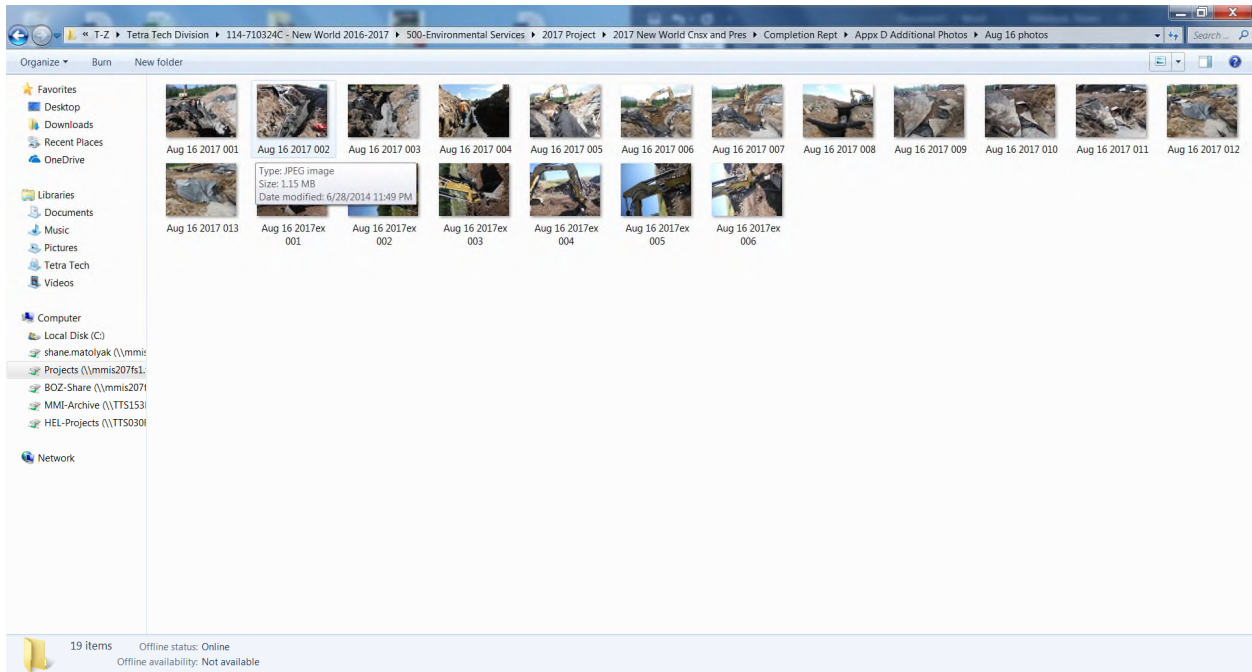 « T-Z ▸ Tetra Tech Division ▸ 114-710324C - New World 2016-2017 ▸ 500-Environmental Services ▸ 2017 Project ▸ 2017 New World Cnsx and Pres ▸ Completion Rept ▸ Appx D Additional Photos ▸ Aug 16 photos
Search ...
Organize Burn New folder
Favorites
Desktop
Downloads
Recent Places
OneDrive
Libraries
Documents
Music
Pictures
Tetra Tech
Videos
Computer
Local Disk (C:)
shane.matolyak (\\mmis
Projects (\\mmis207fs1.
BOZ-Share (\\mmis207f
MMI-Archive (\\TTS153
HEL-Projects (\\TTS030
Network
Aug 16 2017 001 Aug 16 2017 002 Aug 16 2017 003 Aug 16 2017 004 Aug 16 2017 005 Aug 16 2017 006 Aug 16 2017 007 Aug 16 2017 008 Aug 16 2017 009 Aug 16 2017 010 Aug 16 2017 011 Aug 16 2017 012
Type: JPEG image
Size: 1.15 MB
Date modified: 6/28/2014 11:49 PM
Aug 16 2017 013 Aug 16 2017ex Aug 16 2017ex Aug 16 2017ex Aug 16 2017ex Aug 16 2017ex Aug 16 2017ex
001 002 003 004 005 006
19 items Offline status: Online
Offline availability: Not available